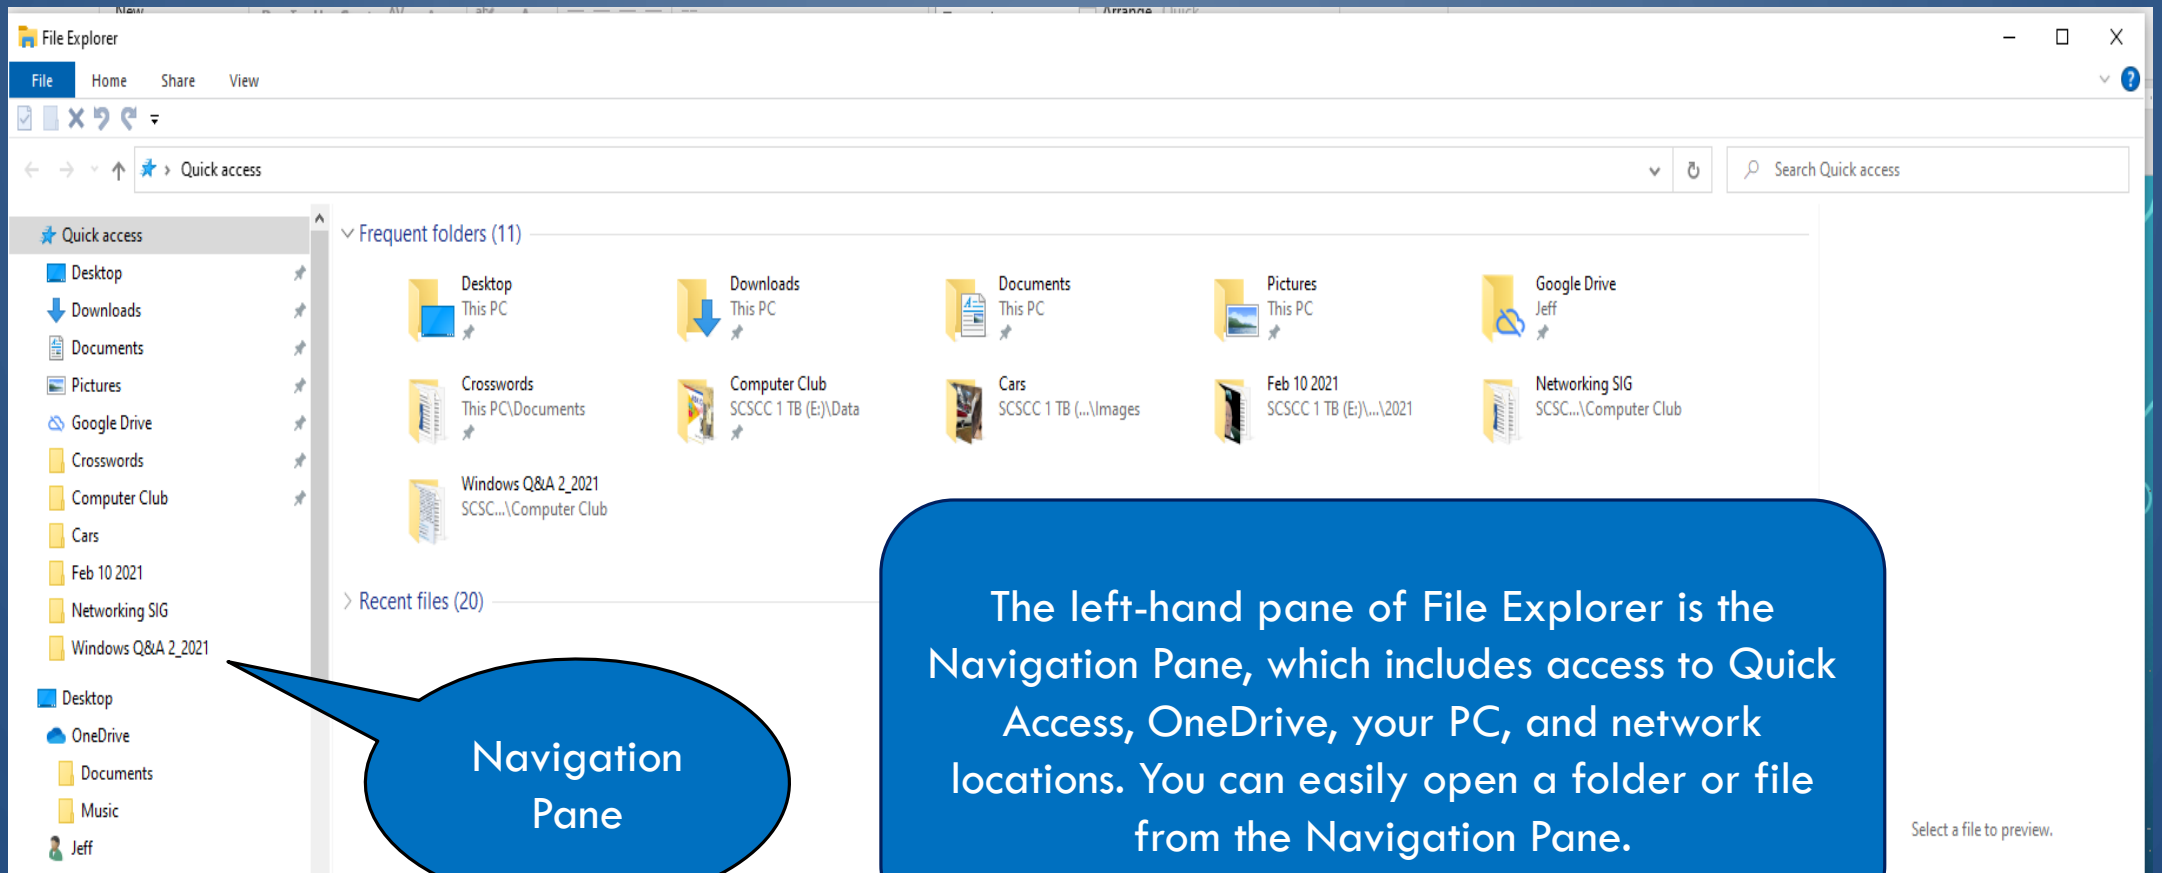 New
Arrange Quick
File Explorer
File Home Share View
Quick access
Search Quick access
Quick access
Desktop
Downloads
Documents
Pictures
Google Drive
Crosswords
Computer Club
Cars
Feb 10 2021
Networking SIG
Windows Q&A 2_2021
Desktop
OneDrive
Documents
Music
Jeff
Frequent folders (11)
Desktop
This PC
Downloads
This PC
Documents
This PC
Pictures
This PC
Google Drive
Jeff
Crosswords
This PC\Documents
Computer Club
SCSCC 1 TB (E:)\Data
Cars
SCSCC 1 TB (...\Images
Feb 10 2021
SCSCC 1 TB (E:)\...\2021
Networking SIG
SCSC...\Computer Club
Windows Q&A 2_2021
SCSC...\Computer Club
Recent files (20)
Navigation
Pane
The left-hand pane of File Explorer is the
Navigation Pane, which includes access to Quick
Access, OneDrive, your PC, and network
locations. You can easily open a folder or file
from the Navigation Pane.
Select a file to preview.